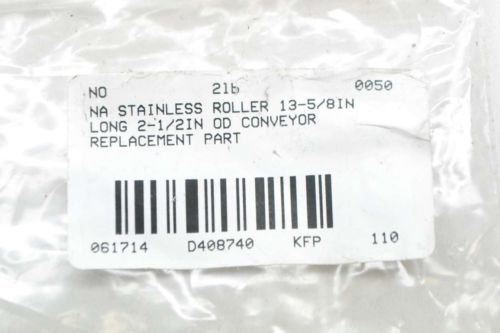 NO 21b 0050
NA STAINLESS ROLLER 13-5/8IN
LONG 2-1/2IN OD CONVEYOR
REPLACEMENT PART
061714 D408740 KFP 110